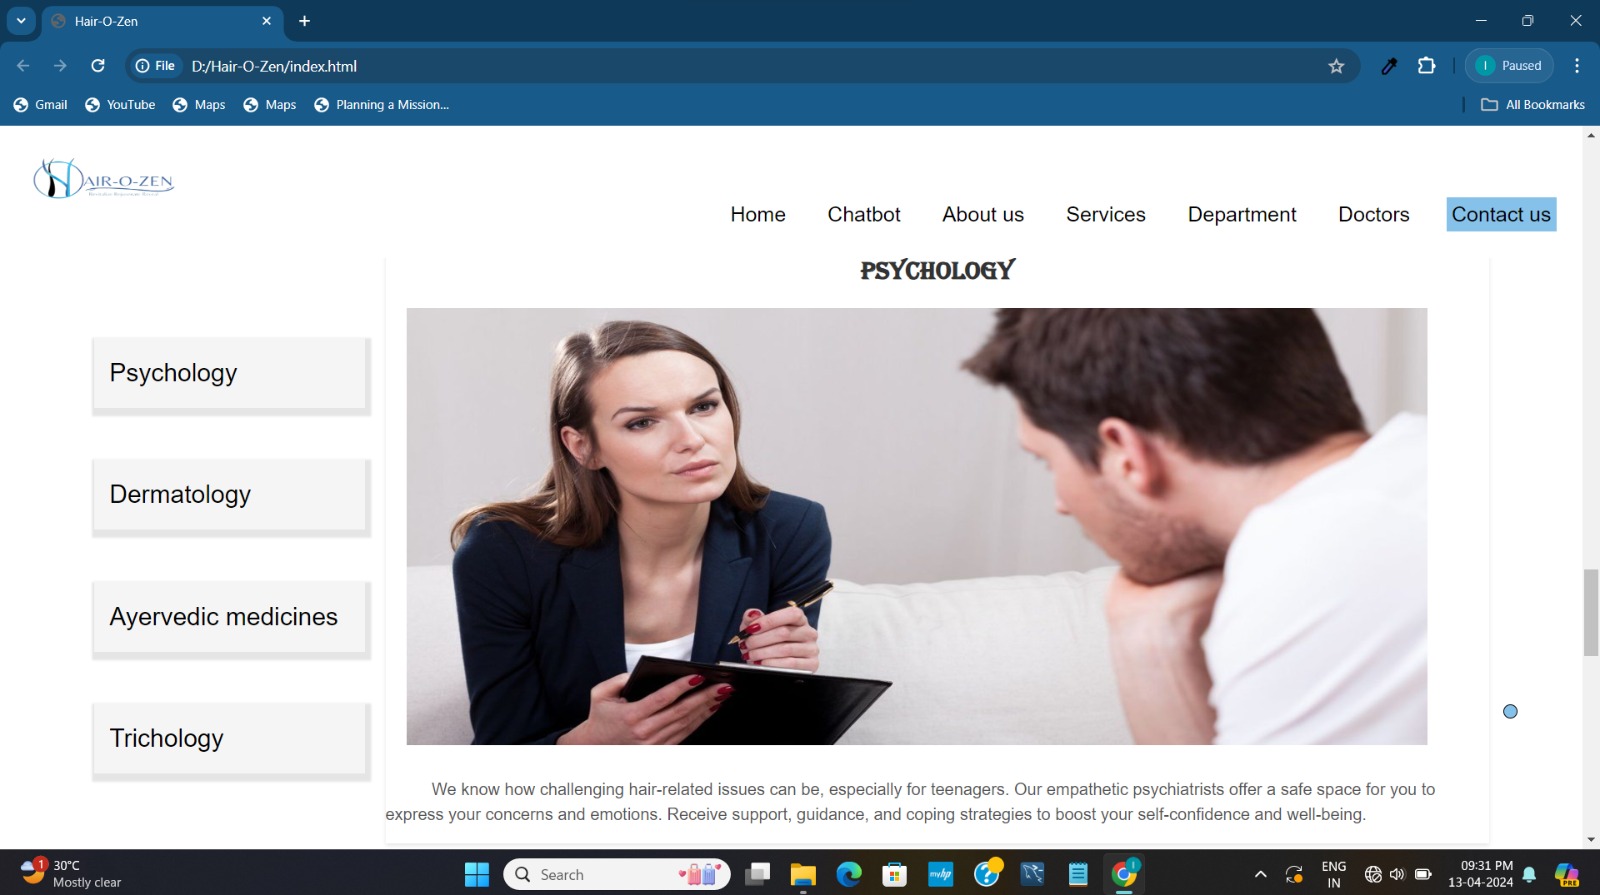 Hair-O-Zen
File D:/Hair-O-Zen/index.html
I Paused
Gmail YouTube Maps Maps Planning a Mission... All Bookmarks
AIR-O-ZEN
Home Chatbot About us Services Department Doctors Contact us
PSYCHOLOGY
Psychology
Dermatology
Ayervedic medicines
Trichology
We know how challenging hair-related issues can be, especially for teenagers. Our empathetic psychiatrists offer a safe space for you to
express your concerns and emotions. Receive support, guidance, and coping strategies to boost your self-confidence and well-being.
1
30°C
Mostly clear
Search
myhp
1
ENG
IN
09:31 PM
13-04-2024
PRE